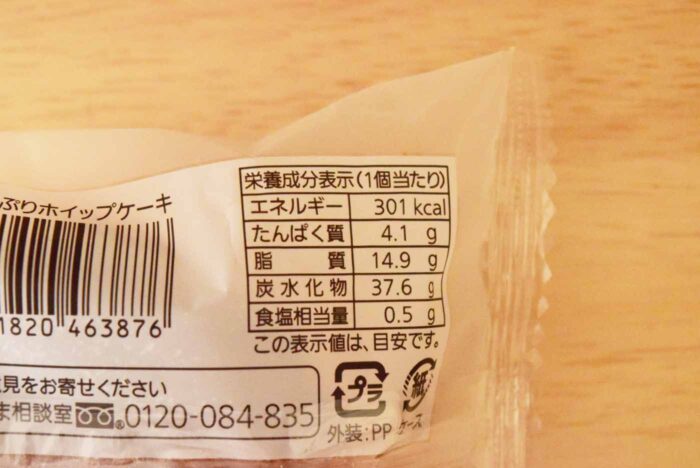 栄養成分表示(1個当たり)
エネルギー 301 kcal
たんぱく質 4.1 g
脂質 14.9 g
炭水化物 37.6 g
食塩相当量 0.5 g
この表示値は、目安です。
ぷりホイップケーキ
1820 463876
見をお寄せください
ま相談室 0120-084-835
プラ
外装:PP
紙
ケース